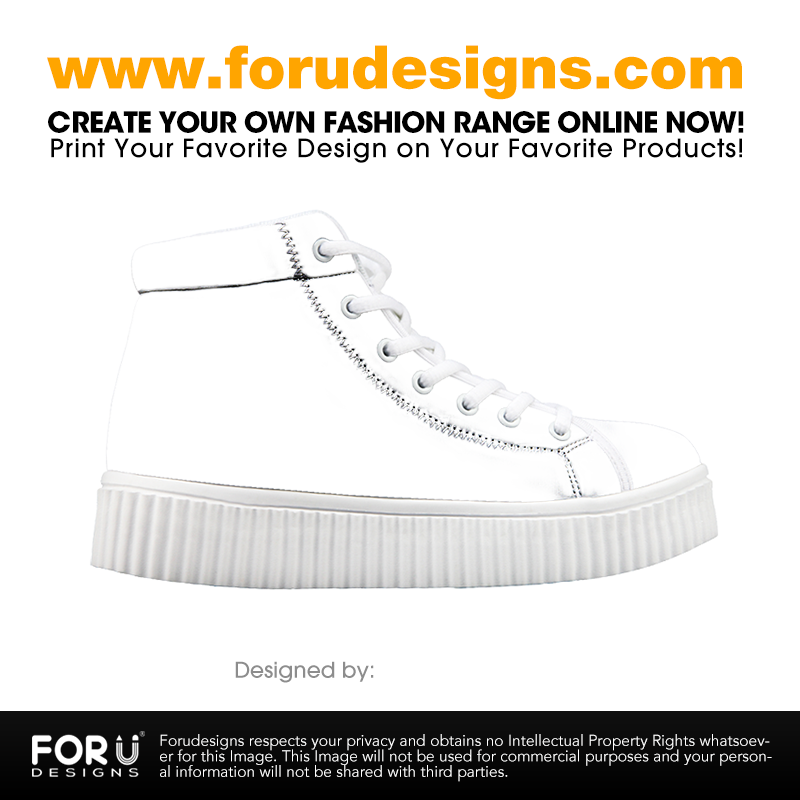 www.forudesigns.com
CREATE YOUR OWN FASHION RANGE ONLINE NOW!
Print Your Favorite Design on Your Favorite Products!
Designed by:
FOR U®
DESIGNS
Forudesigns respects your privacy and obtains no Intellectual Property Rights whatsoev-
er for this Image. This Image will not be used for commercial purposes and your person-
al information will not be shared with third parties.